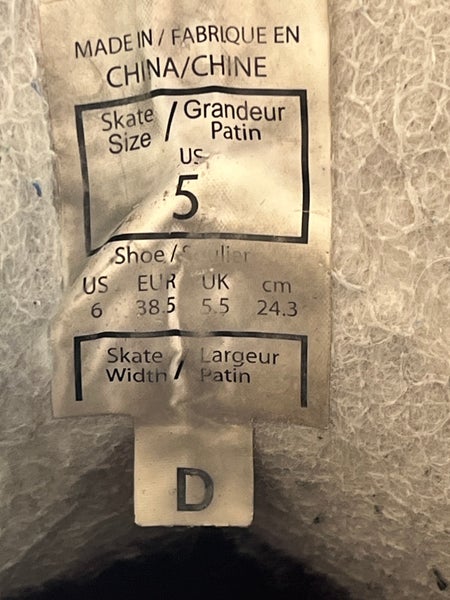 MADE IN / FABRIQUE EN
CHINA/CHINE
Skate Size / Grandeur Patin
US
5
Shoe / Soulier
US EUR UK cm
6 38.5 5.5 24.3
Skate Width / Largeur Patin
D